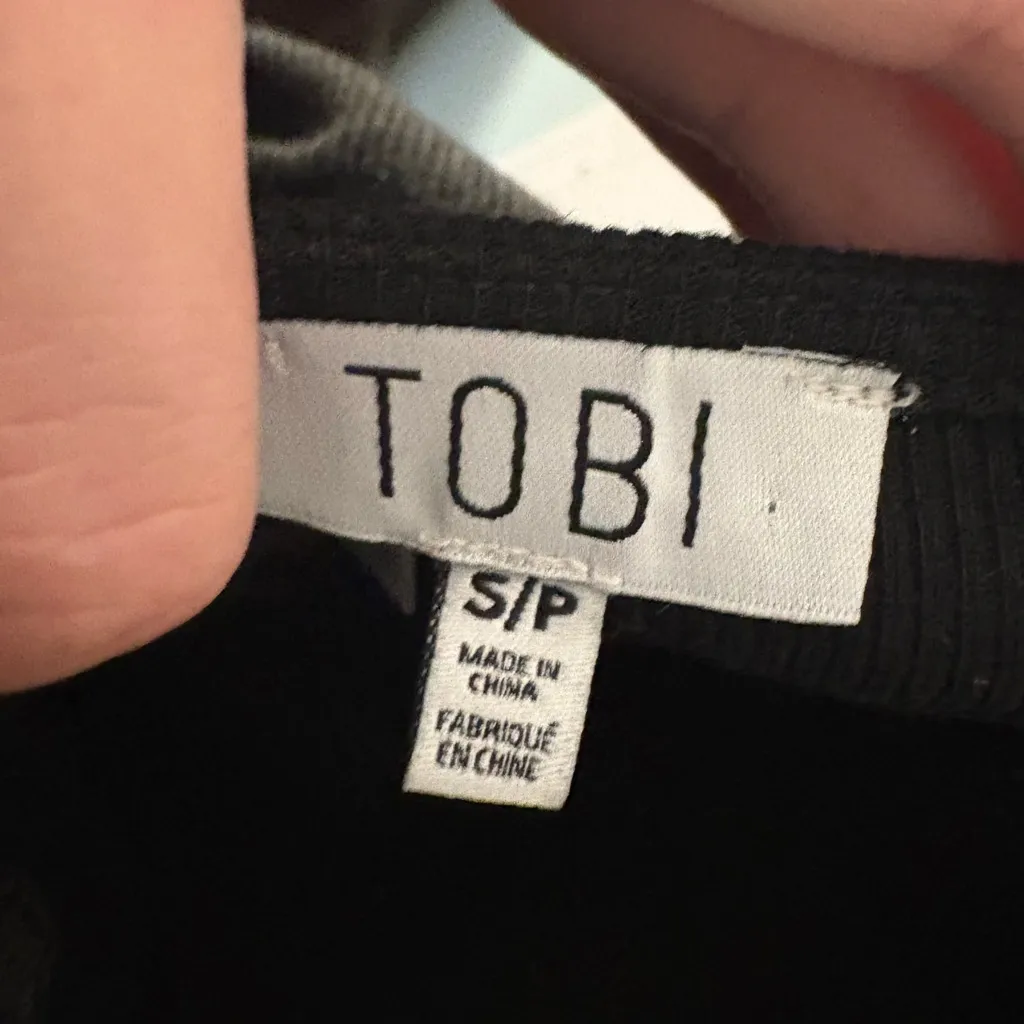 TOBI
S/P
MADE IN
CHINA
FABRIQUÉ
EN CHINE